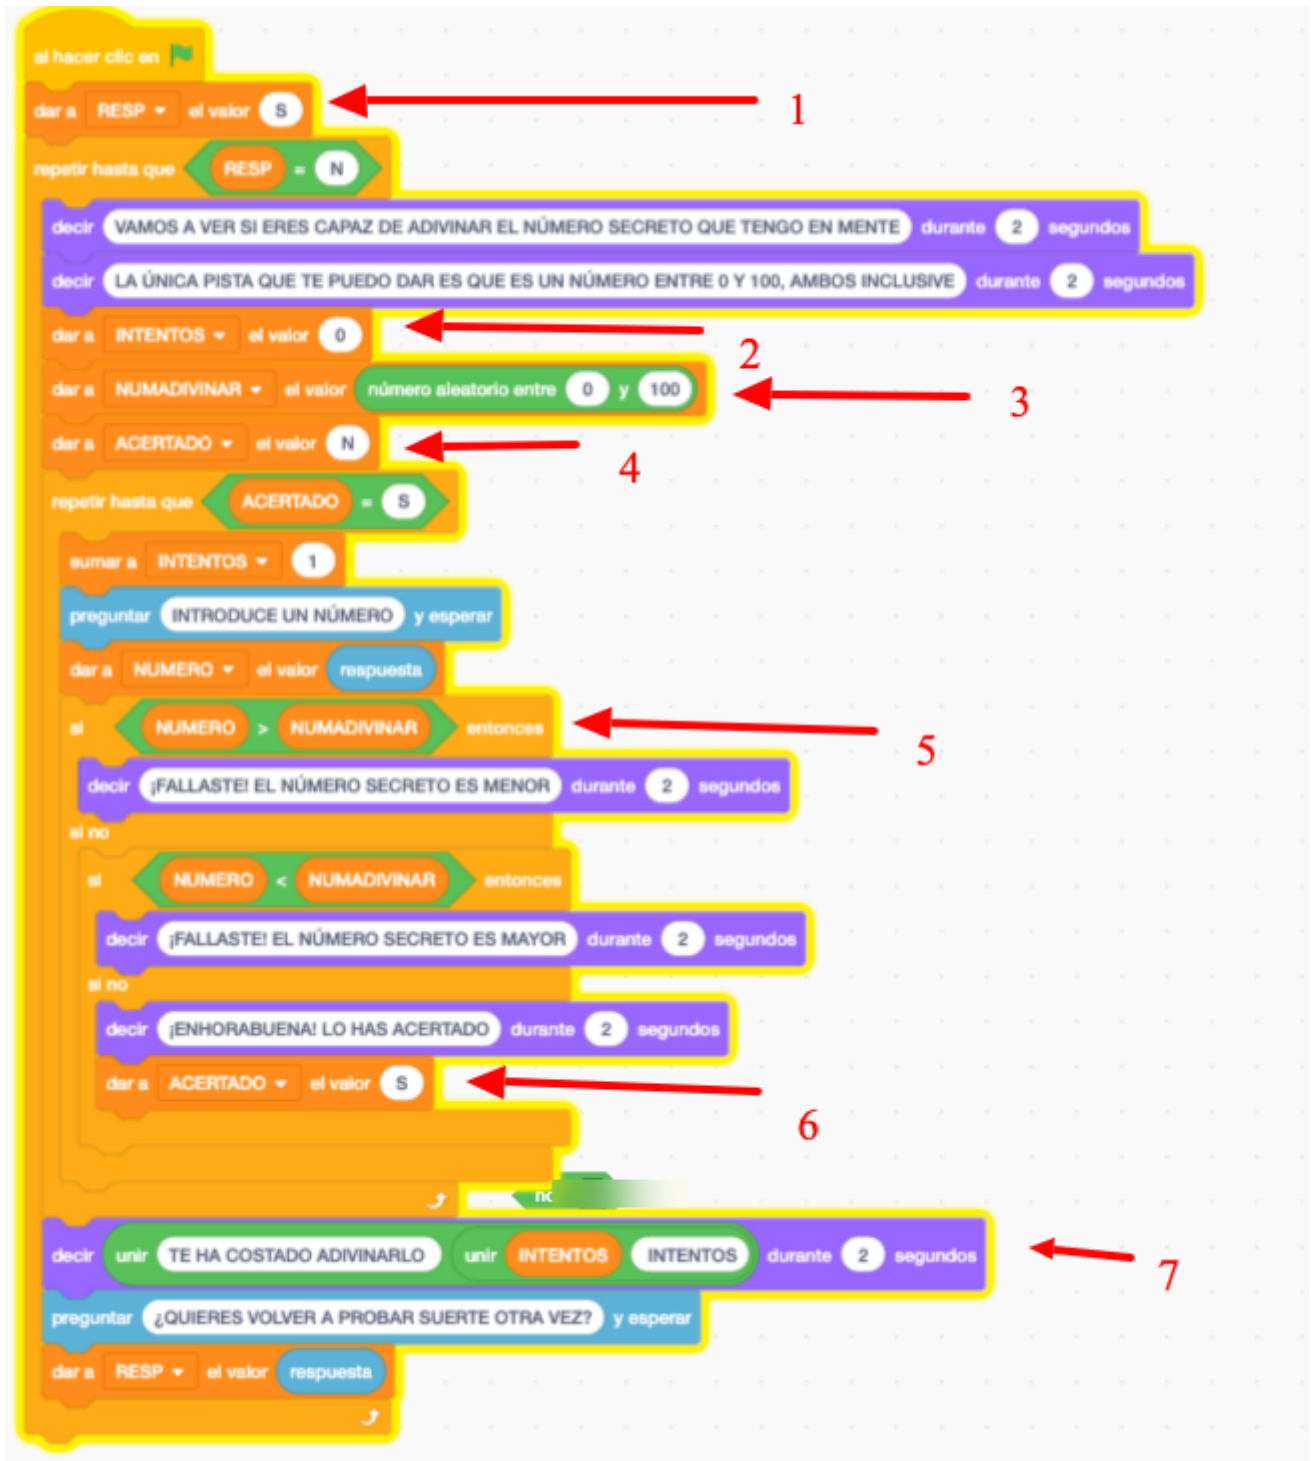 al hacer clic en
dar a RESP el valor S
1
repetir hasta que RESP = N
decir VAMOS A VER SI ERES CAPAZ DE ADIVINAR EL NÚMERO SECRETO QUE TENGO EN MENTE durante 2 segundos
decir LA ÚNICA PISTA QUE TE PUEDO DAR ES QUE ES UN NÚMERO ENTRE 0 Y 100, AMBOS INCLUSIVE durante 2 segundos
dar a INTENTOS el valor 0
2
dar a NUMADIVINAR el valor número aleatorio entre 0 y 100
3
dar a ACERTADO el valor N
4
repetir hasta que ACERTADO = S
sumar a INTENTOS 1
preguntar INTRODUCE UN NÚMERO y esperar
dar a NUMERO el valor respuesta
si NUMERO > NUMADIVINAR entonces
5
decir ¡FALLASTE! EL NÚMERO SECRETO ES MENOR durante 2 segundos
si no
si NUMERO < NUMADIVINAR entonces
decir ¡FALLASTE! EL NÚMERO SECRETO ES MAYOR durante 2 segundos
si no
decir ¡ENHORABUENA! LO HAS ACERTADO durante 2 segundos
dar a ACERTADO el valor S
6
decir unir TE HA COSTADO ADIVINARLO unir INTENTOS INTENTOS durante 2 segundos
7
preguntar ¿QUIERES VOLVER A PROBAR SUERTE OTRA VEZ? y esperar
dar a RESP el valor respuesta